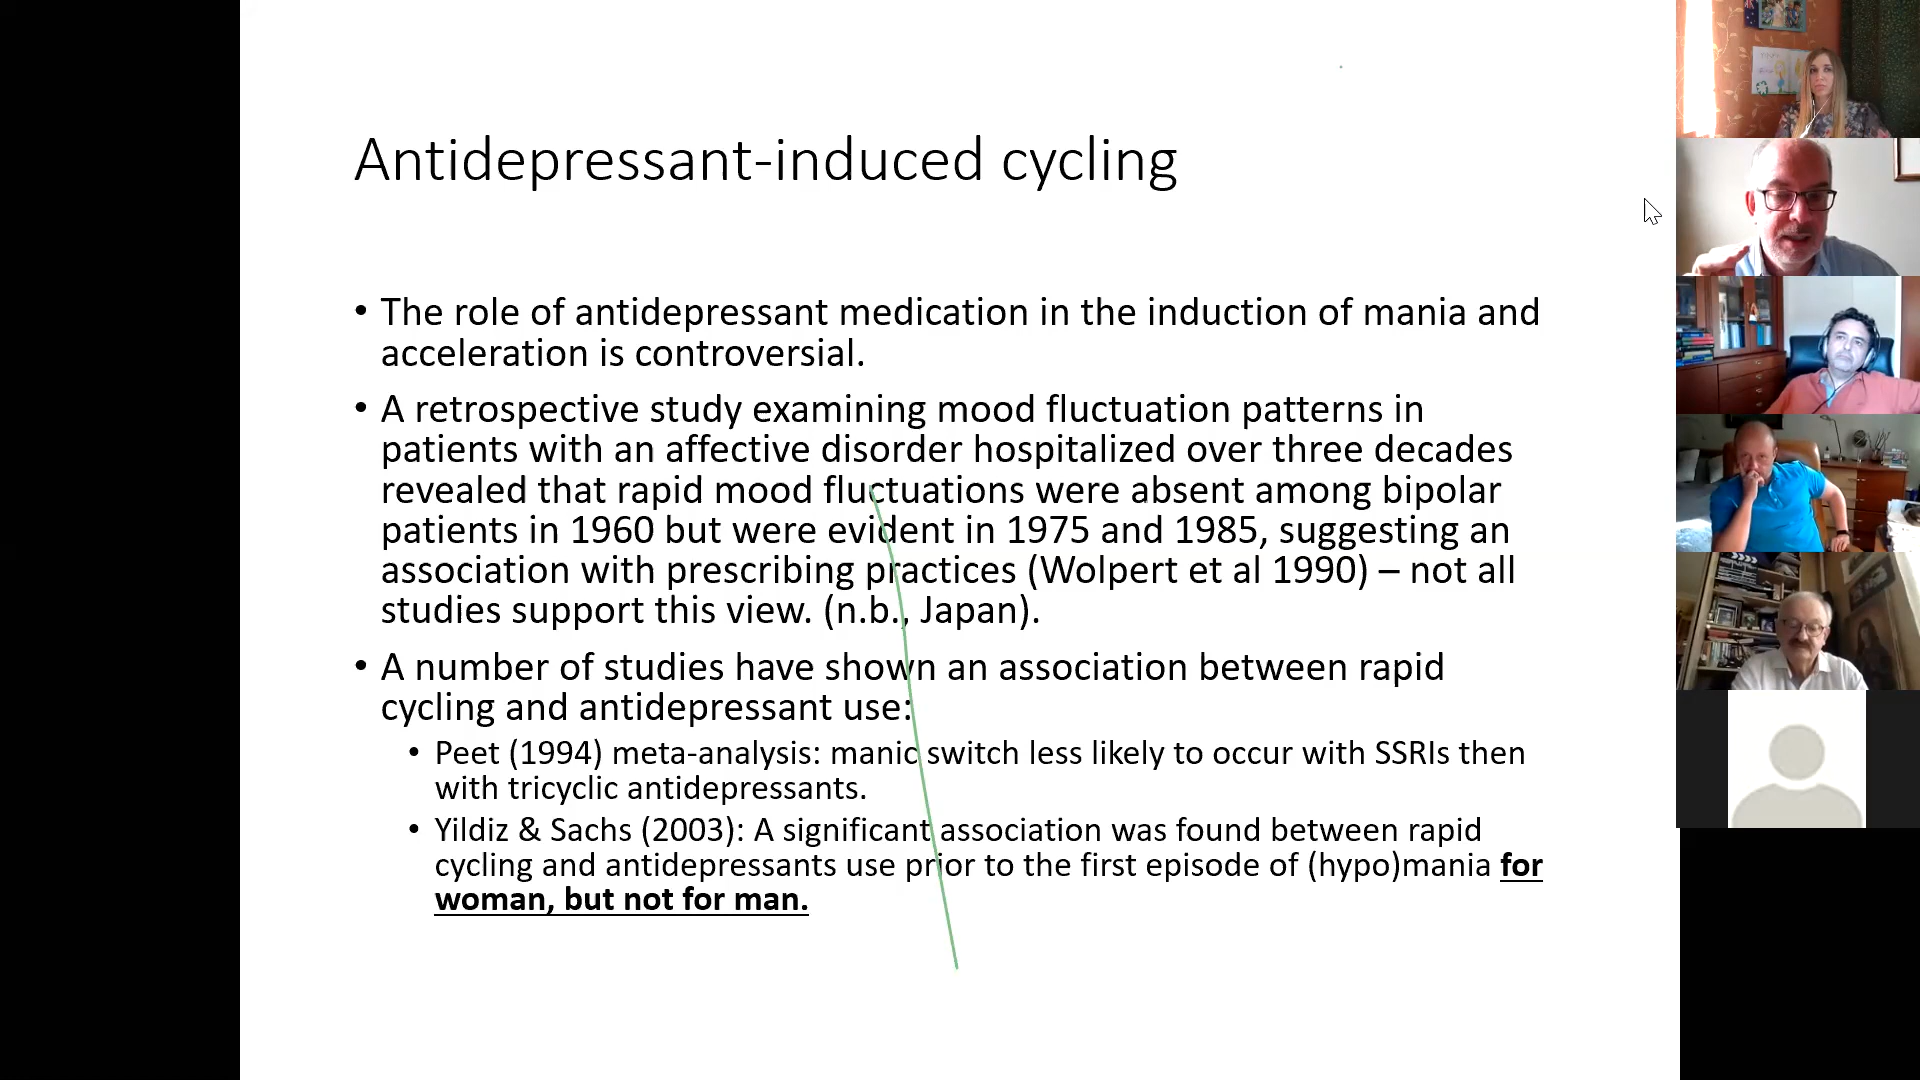 Antidepressant-induced cycling
• The role of antidepressant medication in the induction of mania and
acceleration is controversial.
• A retrospective study examining mood fluctuation patterns in
patients with an affective disorder hospitalized over three decades
revealed that rapid mood fluctuations were absent among bipolar
patients in 1960 but were evident in 1975 and 1985, suggesting an
association with prescribing practices (Wolpert et al 1990) – not all
studies support this view. (n.b., Japan).
• A number of studies have shown an association between rapid
cycling and antidepressant use:
• Peet (1994) meta-analysis: manic switch less likely to occur with SSRIs then
with tricyclic antidepressants.
• Yildiz & Sachs (2003): A significant association was found between rapid
cycling and antidepressants use prior to the first episode of (hypo)mania for
woman, but not for man.